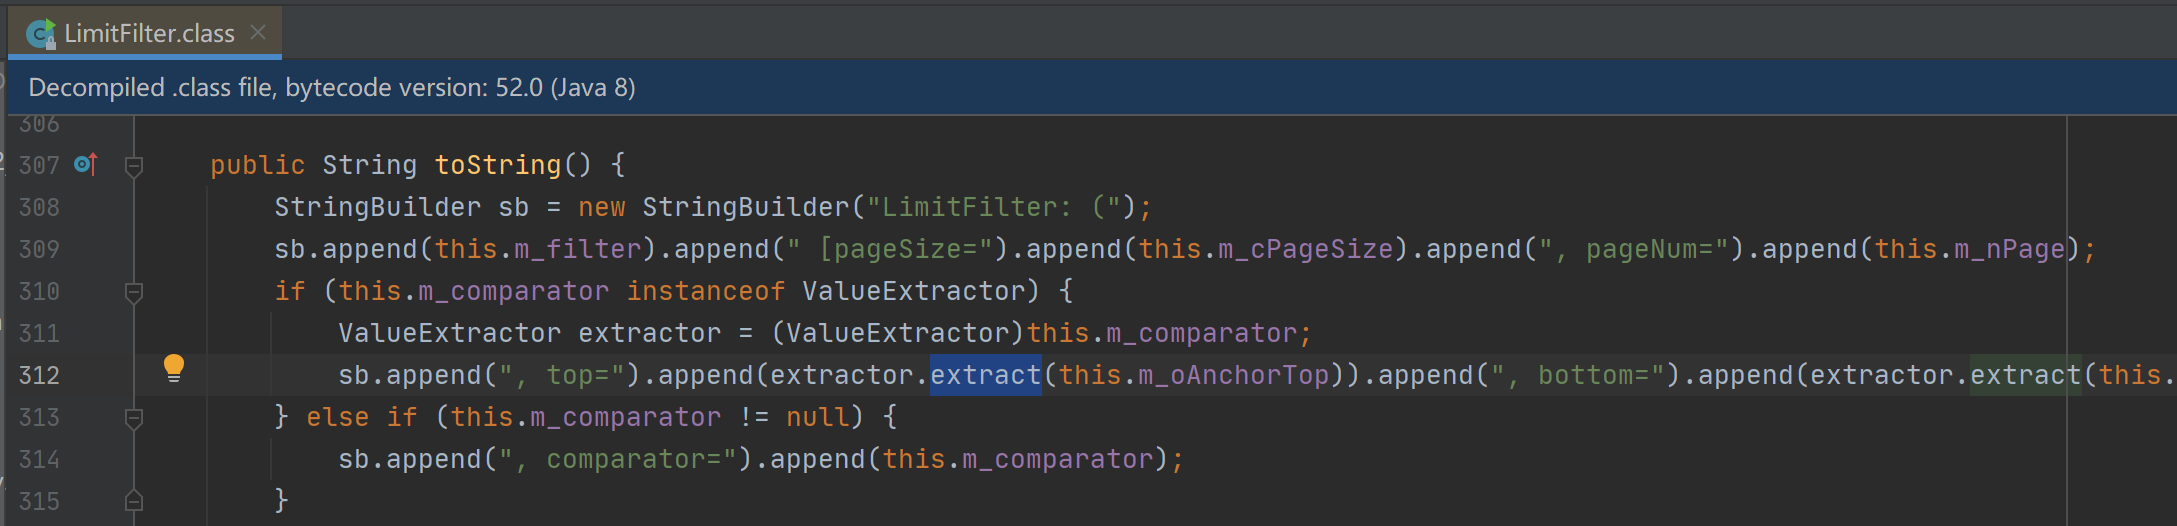 LimitFilter.class
Decompiled .class file, bytecode version: 52.0 (Java 8)
306
307 public String toString() {
308 StringBuilder sb = new StringBuilder("LimitFilter: (");
309 sb.append(this.m_filter).append(" [pageSize=").append(this.m_cPageSize).append(", pageNum=").append(this.m_nPage);
310 if (this.m_comparator instanceof ValueExtractor) {
311 ValueExtractor extractor = (ValueExtractor)this.m_comparator;
312 sb.append(", top=").append(extractor.extract(this.m_oAnchorTop)).append(", bottom=").append(extractor.extract(this.
313 } else if (this.m_comparator != null) {
314 sb.append(", comparator=").append(this.m_comparator);
315 }